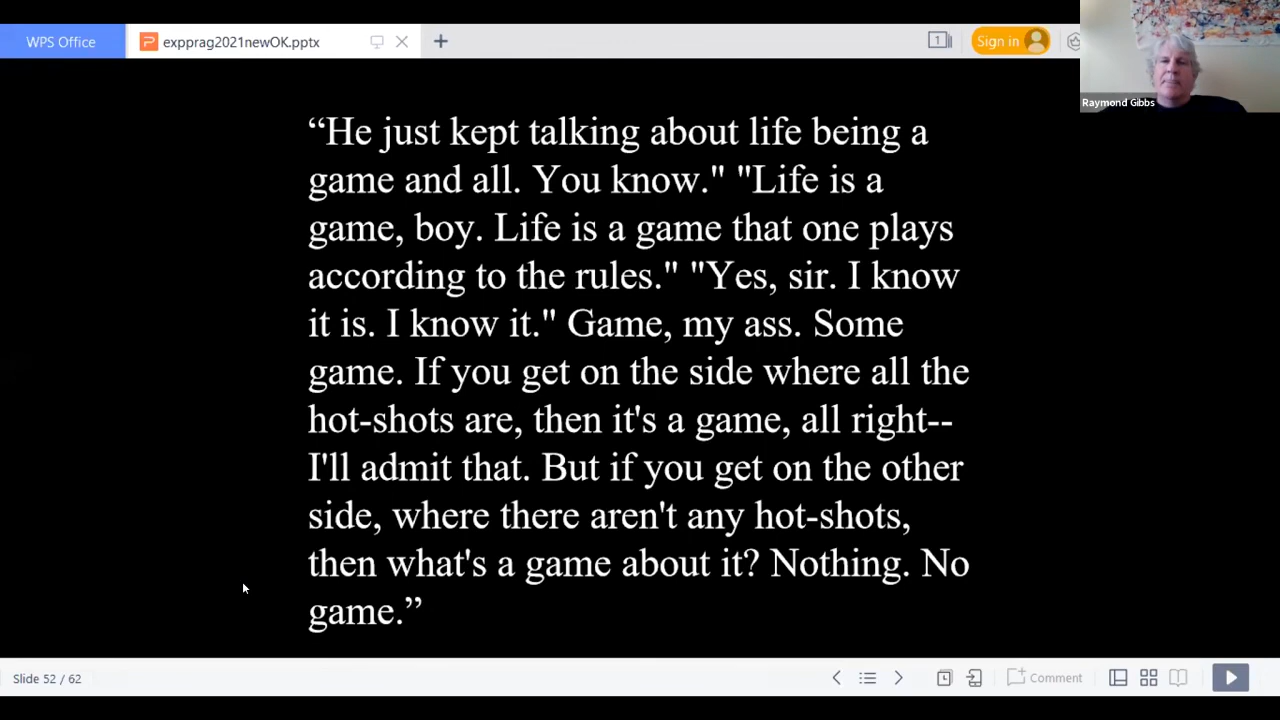 WPS Office
expprag2021newOK.pptx
1
Sign in
Raymond Gibbs
“He just kept talking about life being a
game and all. You know." "Life is a
game, boy. Life is a game that one plays
according to the rules." "Yes, sir. I know
it is. I know it." Game, my ass. Some
game. If you get on the side where all the
hot-shots are, then it's a game, all right--
I'll admit that. But if you get on the other
side, where there aren't any hot-shots,
then what's a game about it? Nothing. No
game.”
Slide 52 / 62
Comment